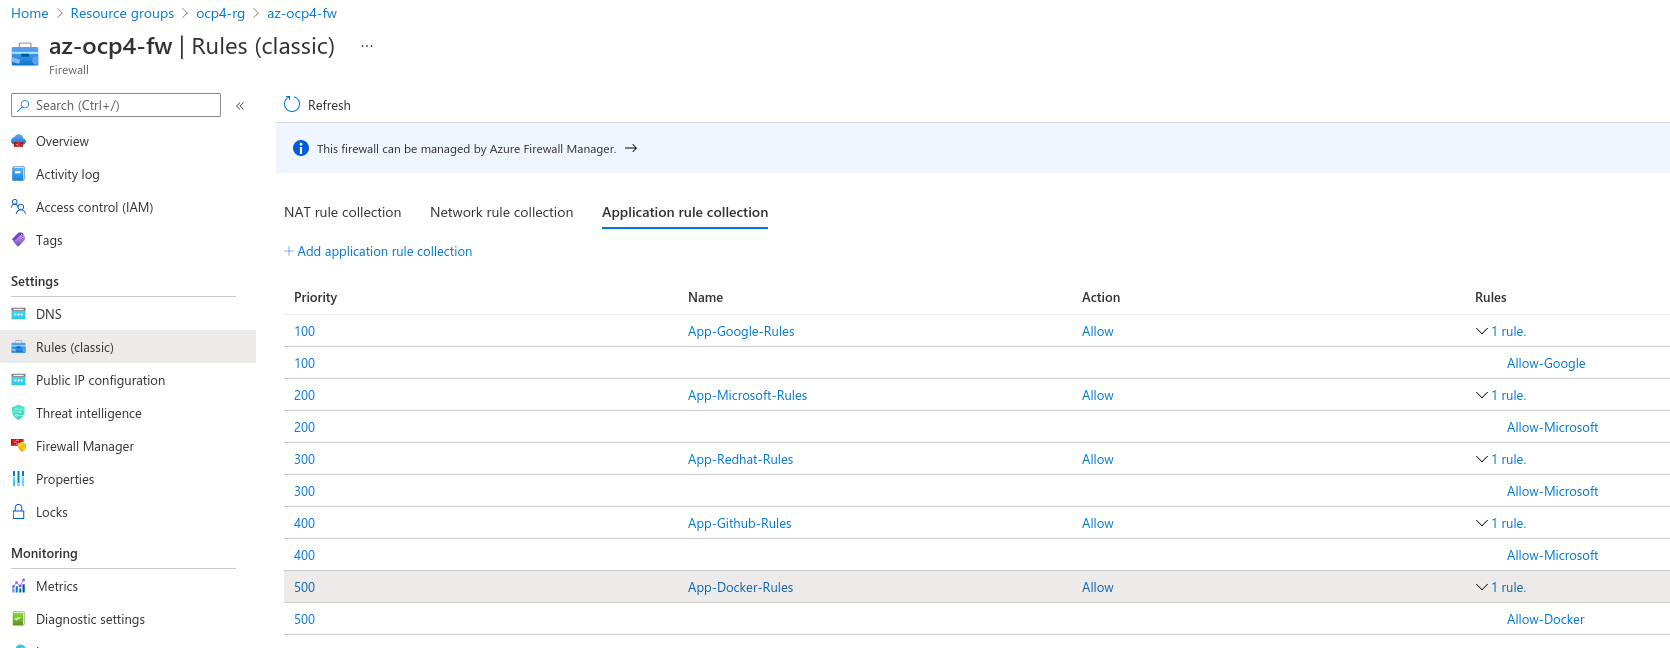 Home > Resource groups > ocp4-rg > az-ocp4-fw
az-ocp4-fw | Rules (classic) ...
Firewall
Search (Ctrl+/) «
Overview
Activity log
Access control (IAM)
Tags
Settings
DNS
Rules (classic)
Public IP configuration
Threat intelligence
Firewall Manager
Properties
Locks
Monitoring
Metrics
Diagnostic settings
Refresh
This firewall can be managed by Azure Firewall Manager. →
NAT rule collection Network rule collection Application rule collection
+ Add application rule collection
Priority Name Action Rules
100 App-Google-Rules Allow 1 rule.
100 Allow-Google
200 App-Microsoft-Rules Allow 1 rule.
200 Allow-Microsoft
300 App-Redhat-Rules Allow 1 rule.
300 Allow-Microsoft
400 App-Github-Rules Allow 1 rule.
400 Allow-Microsoft
500 App-Docker-Rules Allow 1 rule.
500 Allow-Docker